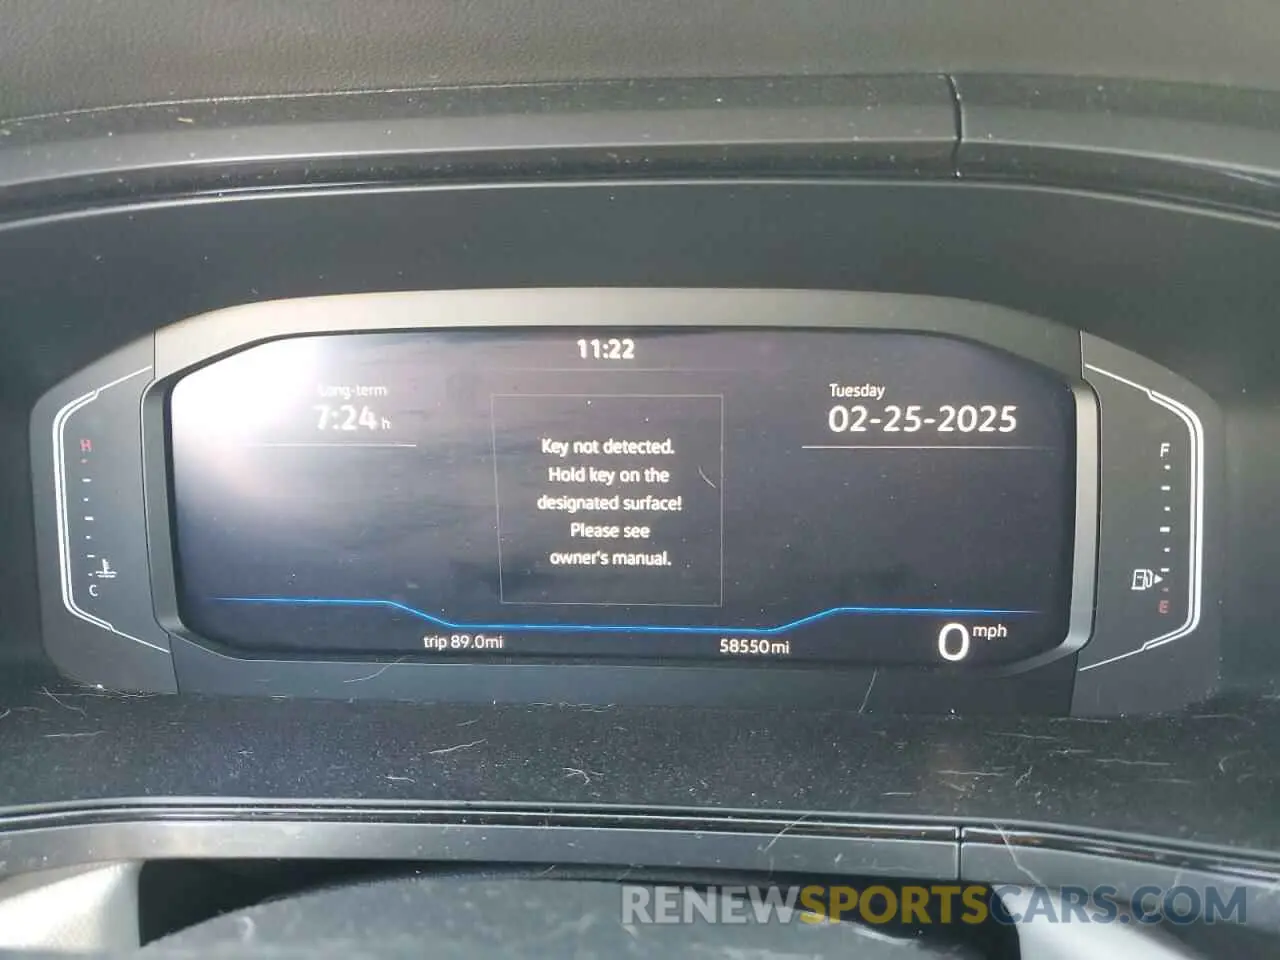 11:22
Long-term
7:24 h
Tuesday
02-25-2025
Key not detected.
Hold key on the
designated surface!
Please see
owner's manual.
H
C
F
E
trip 89.0mi
58550mi
0 mph
RENEWSPORTSCARS.COM